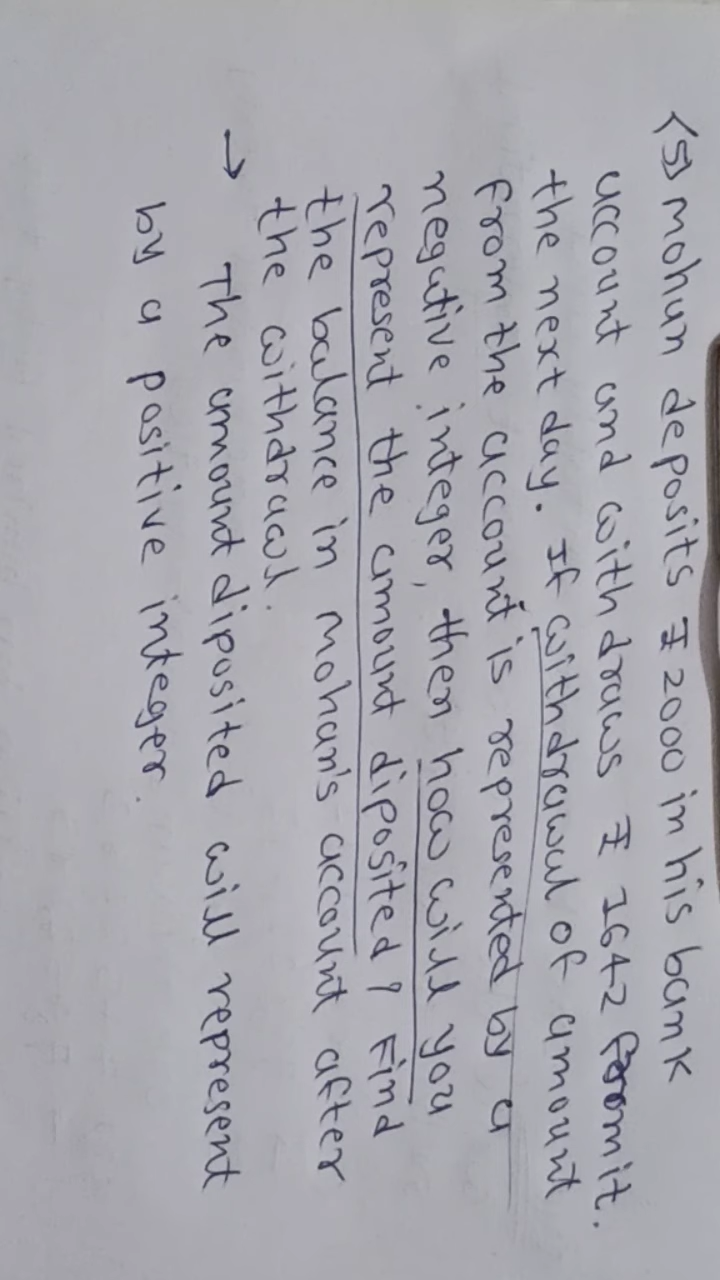 (5) Mohan deposits ₹ 2000 in his bank
account and withdraws ₹ 1642 from it.
the next day. If withdrawal of amount
from the account is represented by a
negative integer, then how will you
represent the amount diposited? Find
the balance in Mohan's account after
the withdrawl.
→ The amount diposited will represent
by a positive integer.